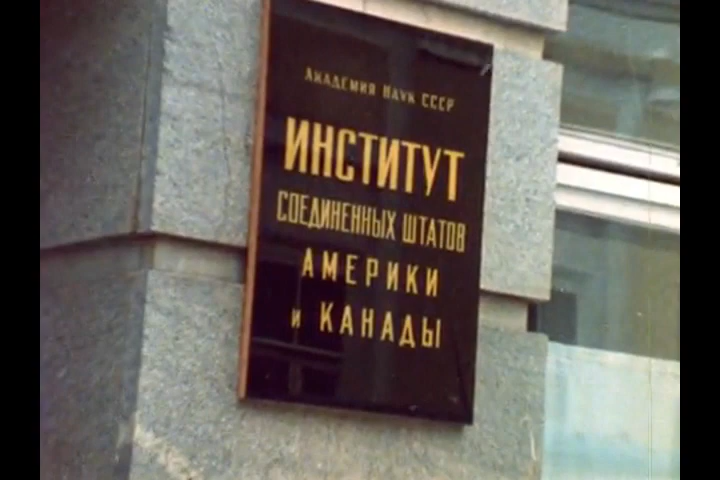 Академия наук СССР
ИНСТИТУТ
СОЕДИНЕННЫХ ШТАТОВ
АМЕРИКИ
и КАНАДЫ